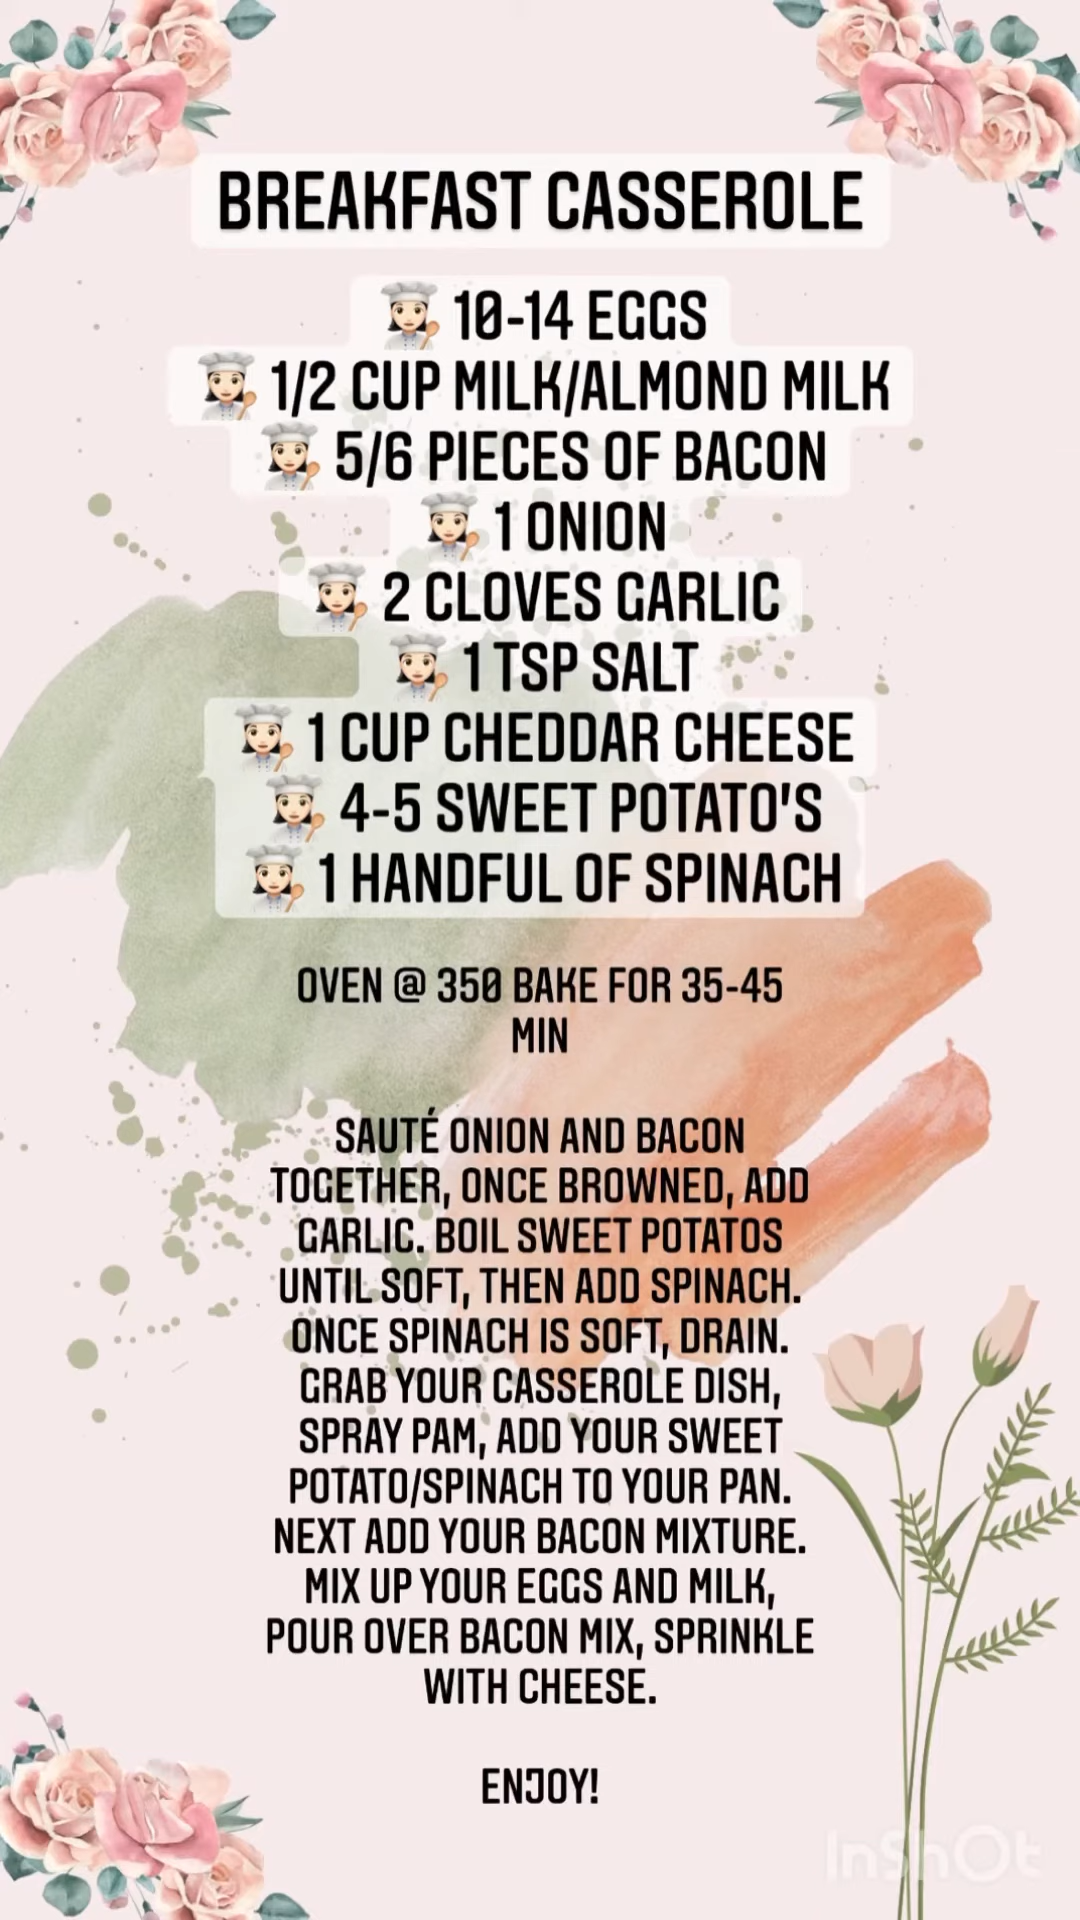 BREAKFAST CASSEROLE
10-14 EGGS
1/2 CUP MILK/ALMOND MILK
5/6 PIECES OF BACON
1 ONION
2 CLOVES GARLIC
1 TSP SALT
1 CUP CHEDDAR CHEESE
4-5 SWEET POTATO'S
1 HANDFUL OF SPINACH
OVEN @ 350 BAKE FOR 35-45
MIN
SAUTÉ ONION AND BACON
TOGETHER, ONCE BROWNED, ADD
GARLIC. BOIL SWEET POTATOS
UNTIL SOFT, THEN ADD SPINACH.
ONCE SPINACH IS SOFT, DRAIN.
GRAB YOUR CASSEROLE DISH,
SPRAY PAM, ADD YOUR SWEET
POTATO/SPINACH TO YOUR PAN.
NEXT ADD YOUR BACON MIXTURE.
MIX UP YOUR EGGS AND MILK,
POUR OVER BACON MIX, SPRINKLE
WITH CHEESE.
ENJOY!
InShOt